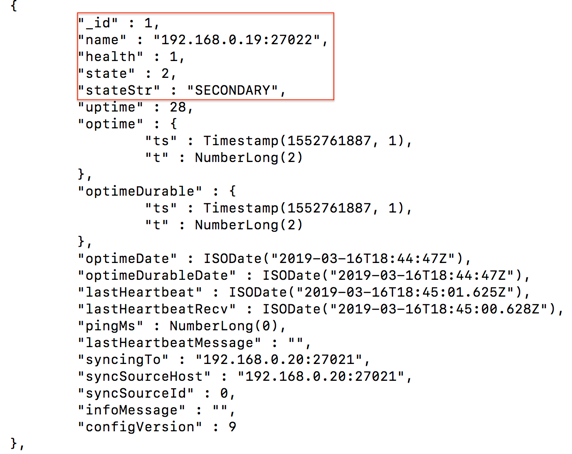 {
"_id" : 1,
"name" : "192.168.0.19:27022",
"health" : 1,
"state" : 2,
"stateStr" : "SECONDARY",
"uptime" : 28,
"optime" : {
"ts" : Timestamp(1552761887, 1),
"t" : NumberLong(2)
},
"optimeDurable" : {
"ts" : Timestamp(1552761887, 1),
"t" : NumberLong(2)
},
"optimeDate" : ISODate("2019-03-16T18:44:47Z"),
"optimeDurableDate" : ISODate("2019-03-16T18:44:47Z"),
"lastHeartbeat" : ISODate("2019-03-16T18:45:01.625Z"),
"lastHeartbeatRecv" : ISODate("2019-03-16T18:45:00.628Z"),
"pingMs" : NumberLong(0),
"lastHeartbeatMessage" : "",
"syncingTo" : "192.168.0.20:27021",
"syncSourceHost" : "192.168.0.20:27021",
"syncSourceId" : 0,
"infoMessage" : "",
"configVersion" : 9
},